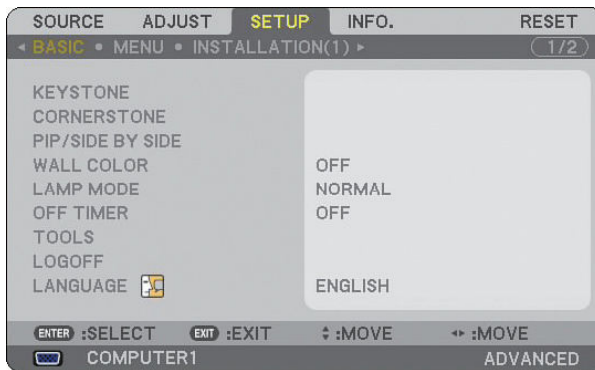 SOURCE ADJUST SETUP INFO. RESET
BASIC • MENU • INSTALLATION(1) 1/2
KEYSTONE
CORNERSTONE
PIP/SIDE BY SIDE
WALL COLOR OFF
LAMP MODE NORMAL
OFF TIMER OFF
TOOLS
LOGOFF
LANGUAGE ENGLISH
ENTER :SELECT EXIT :EXIT :MOVE :MOVE
COMPUTER1 ADVANCED